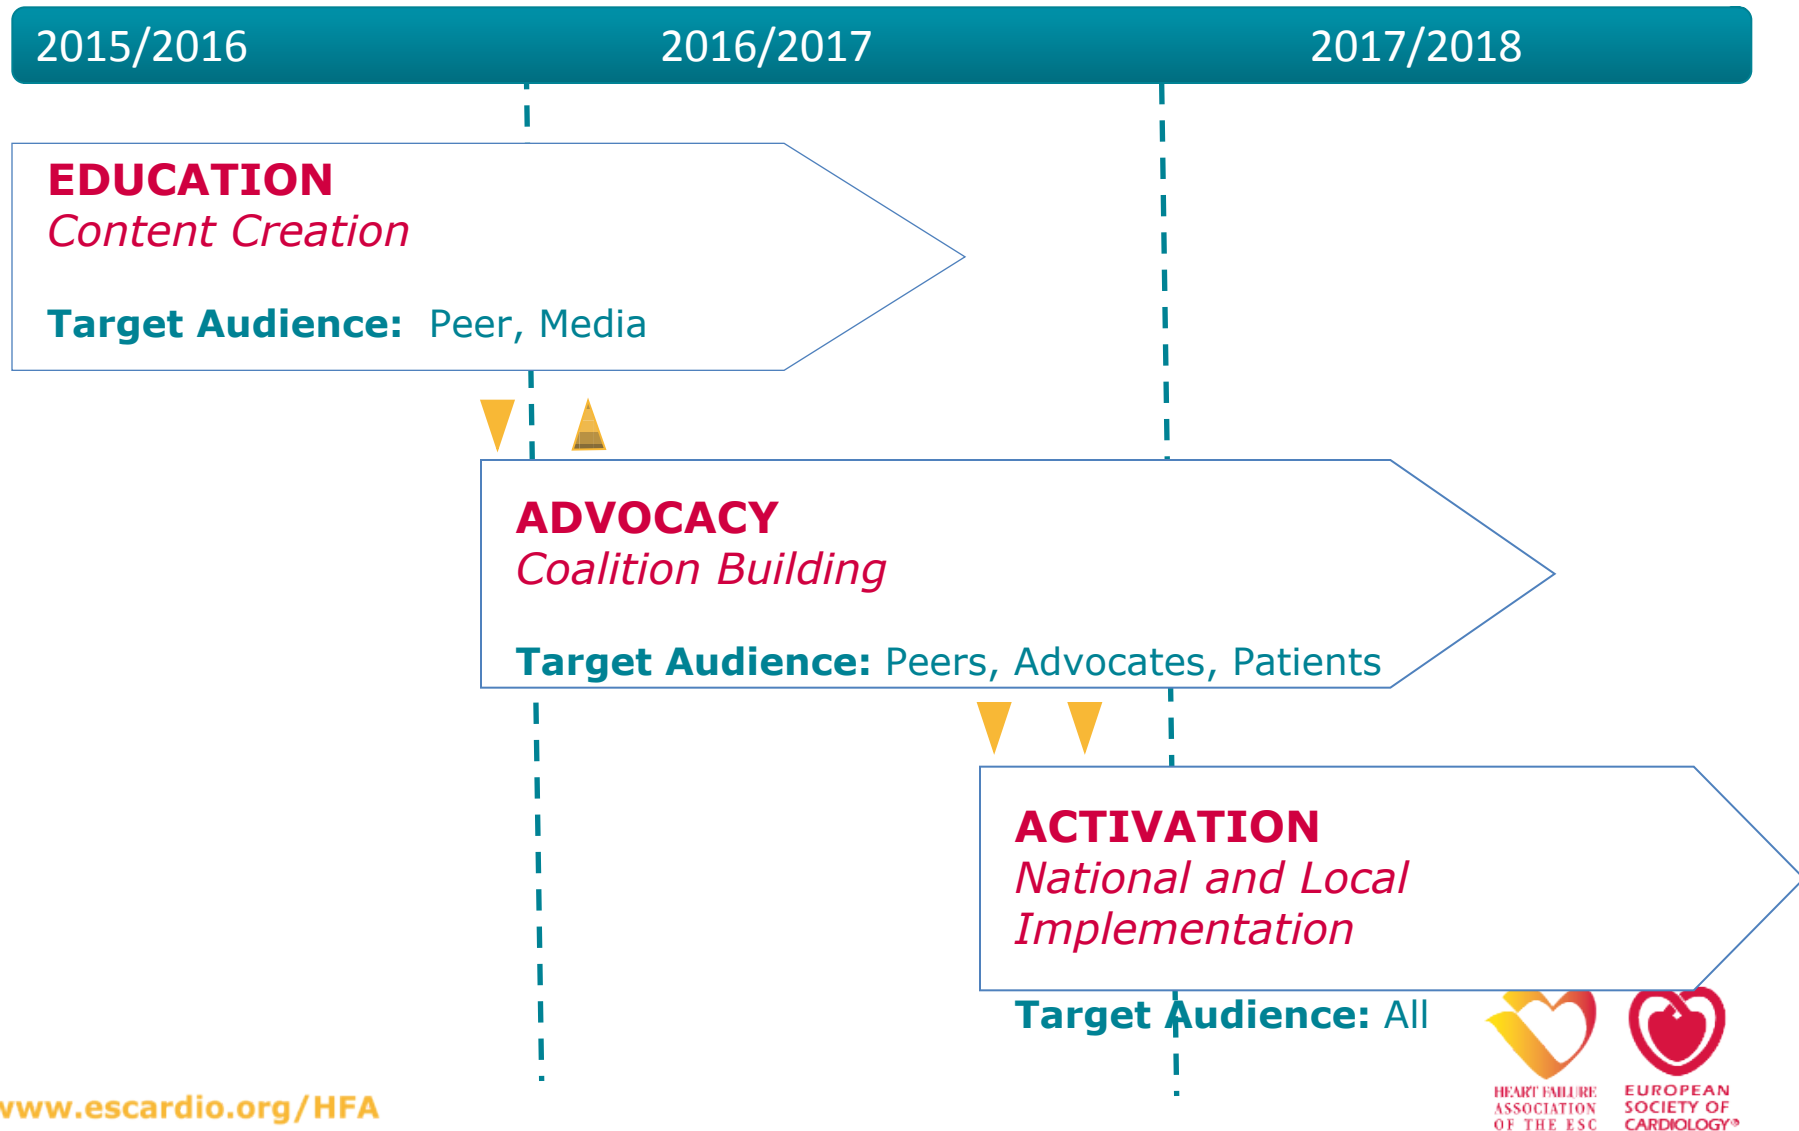 2015/2016 2016/2017 2017/2018
EDUCATION
Content Creation
Target Audience: Peer, Media
ADVOCACY
Coalition Building
Target Audience: Peers, Advocates, Patients
ACTIVATION
National and Local
Implementation
Target Audience: All
www.escardio.org/HFA
HEART FAILURE
ASSOCIATION
OF THE ESC
EUROPEAN
SOCIETY OF
CARDIOLOGY®